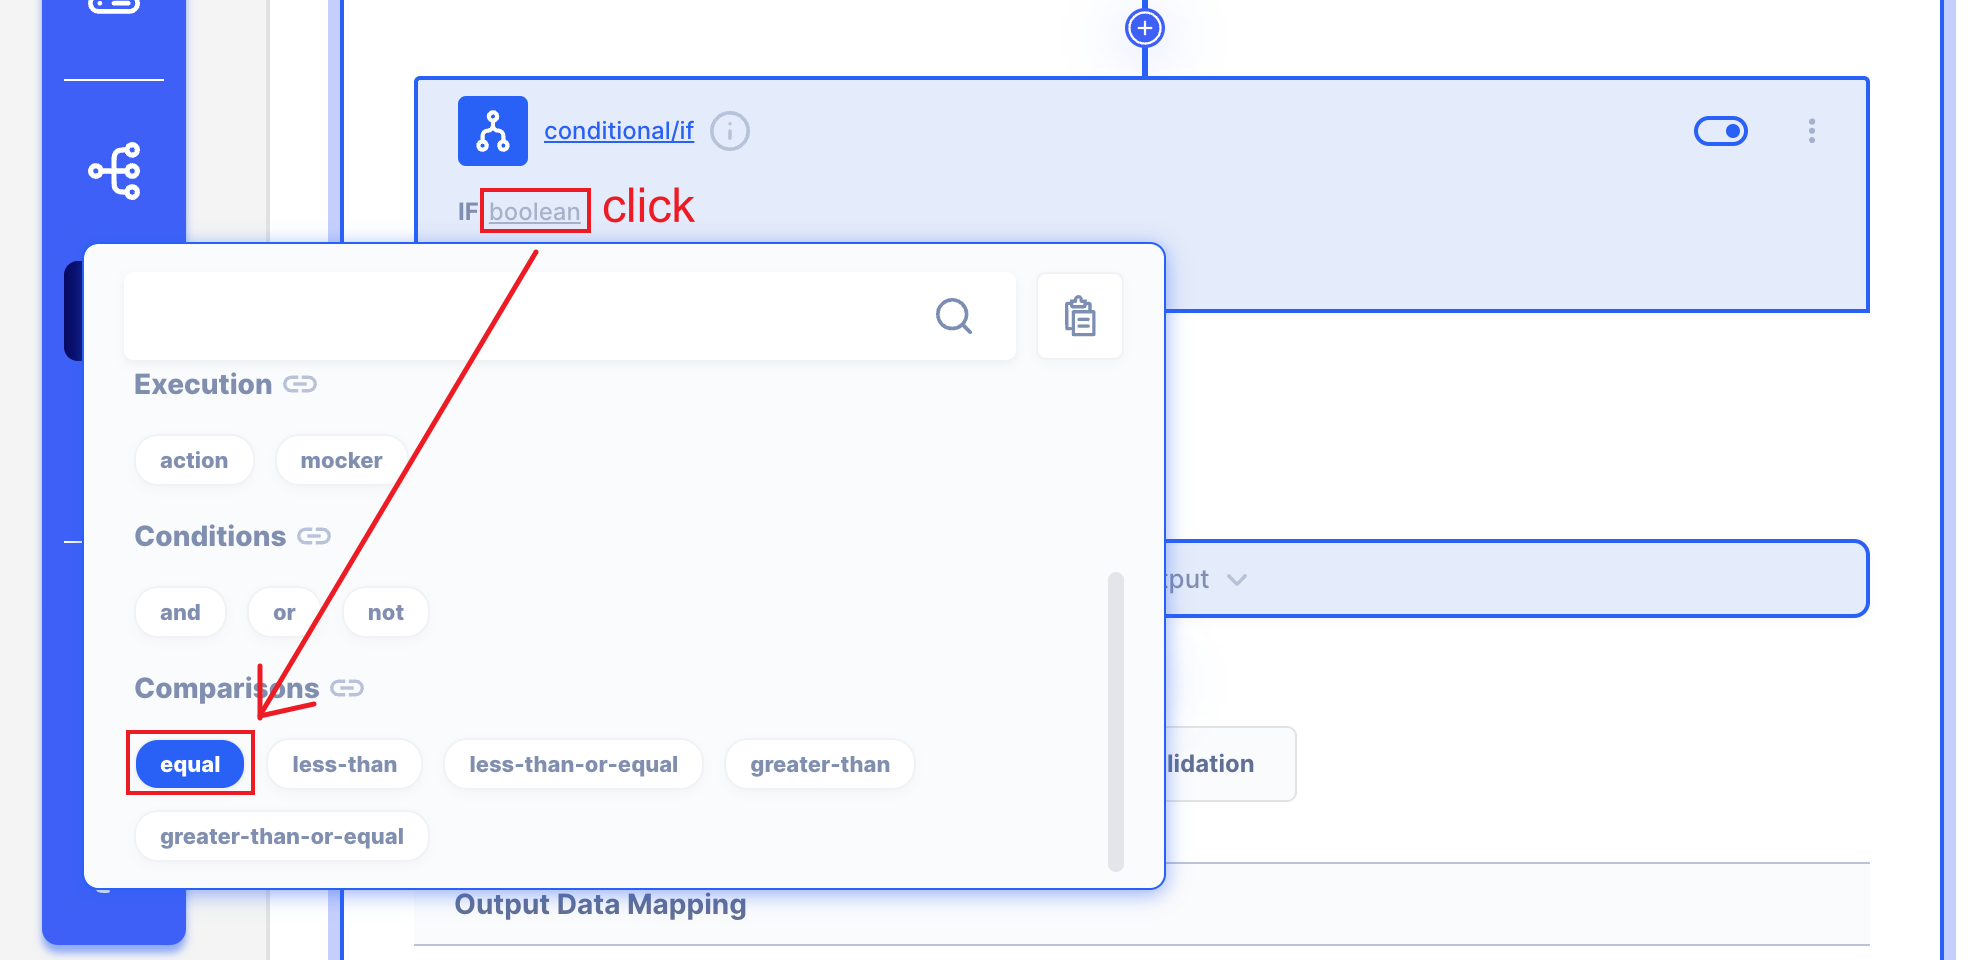 conditional/if
IF boolean click
Execution
action mocker
Conditions
and or not
put
Comparisons
equal less-than less-than-or-equal greater-than
lidation
greater-than-or-equal
Output Data Mapping